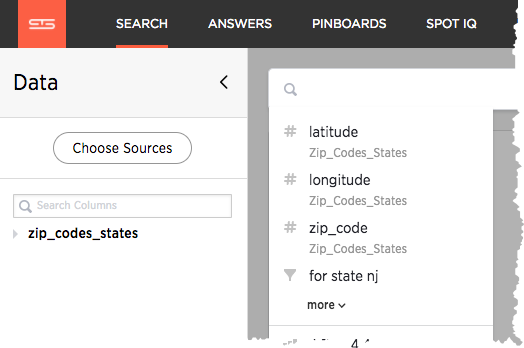 SEARCH ANSWERS PINBOARDS SPOT IQ
Data
Choose Sources
Search Columns
zip_codes_states
latitude
Zip_Codes_States
longitude
Zip_Codes_States
zip_code
Zip_Codes_States
for state nj
more